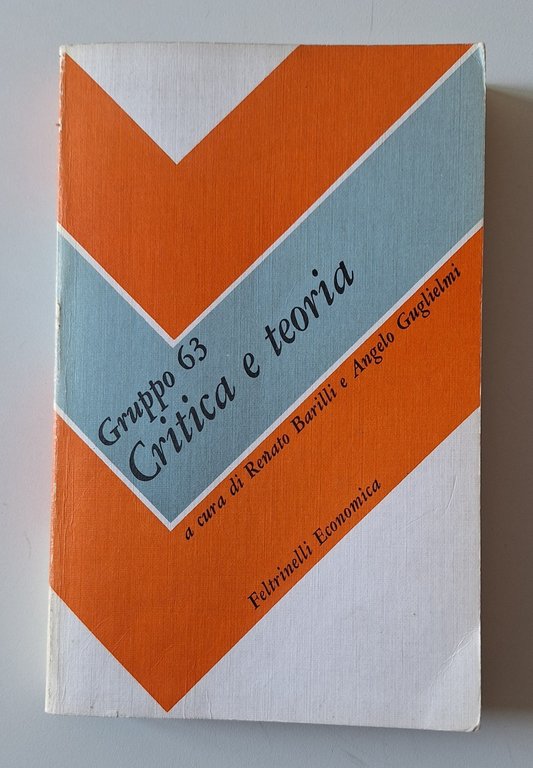 Gruppo 63
Critica e teoria
a cura di Renato Barilli e Angelo Guglielmi
Feltrinelli Economica